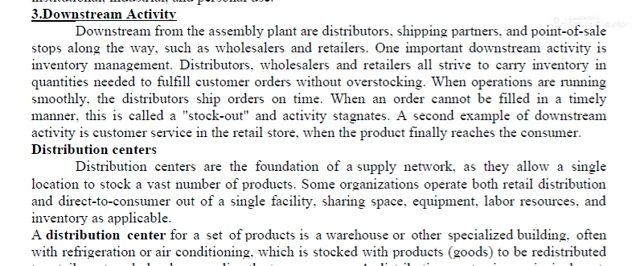 3.Downstream Activity
Downstream from the assembly plant are distributors, shipping partners, and point-of-sale
stops along the way, such as wholesalers and retailers. One important downstream activity is
inventory management. Distributors, wholesalers and retailers all strive to carry inventory in
quantities needed to fulfill customer orders without overstocking. When operations are running
smoothly, the distributors ship orders on time. When an order cannot be filled in a timely
manner, this is called a "stock-out" and activity stagnates. A second example of downstream
activity is customer service in the retail store, when the product finally reaches the consumer.
Distribution centers
Distribution centers are the foundation of a supply network, as they allow a single
location to stock a vast number of products. Some organizations operate both retail distribution
and direct-to-consumer out of a single facility, sharing space, equipment, labor resources, and
inventory as applicable.
A distribution center for a set of products is a warehouse or other specialized building, often
with refrigeration or air conditioning, which is stocked with products (goods) to be redistributed